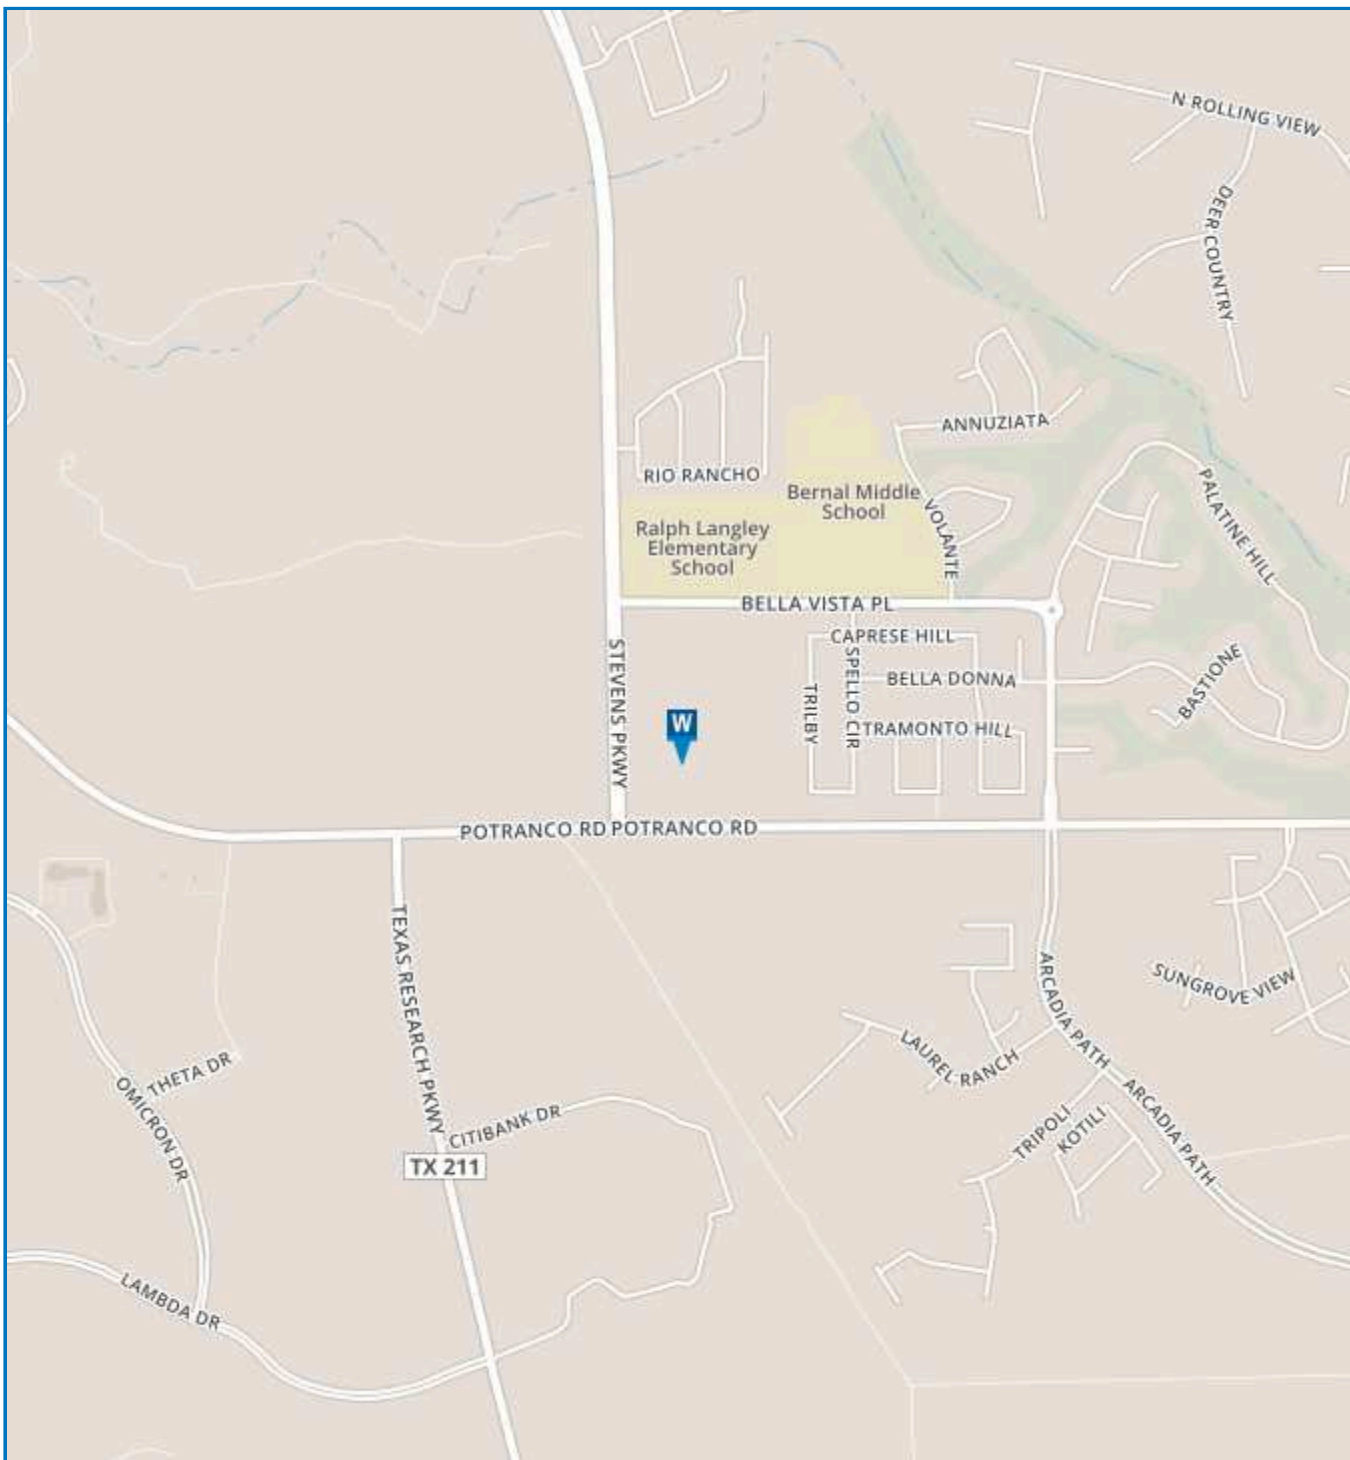 N ROLLING VIEW
DEER COUNTRY
ANNUZIATA
RIO RANCHO
Bernal Middle
School
PALATINE HILL
VOLANTE
Ralph Langley
Elementary
School
BELLA VISTA PL
CAPRESE HILL
STEVENS PKWY
SPELLO CIR
BELLA DONNA
BASTIONE
TRILBY
W
TRAMONTO HILL
POTRANCO RD
POTRANCO RD
TEXAS RESEARCH PKWY
ARCADIA PATH
SUNGROVE VIEW
LAUREL RANCH
THETA DR
OMICRON DR
CITIBANK DR
TRIPOLI
KOTILI
ARCADIA PATH
TX 211
LAMBDA DR